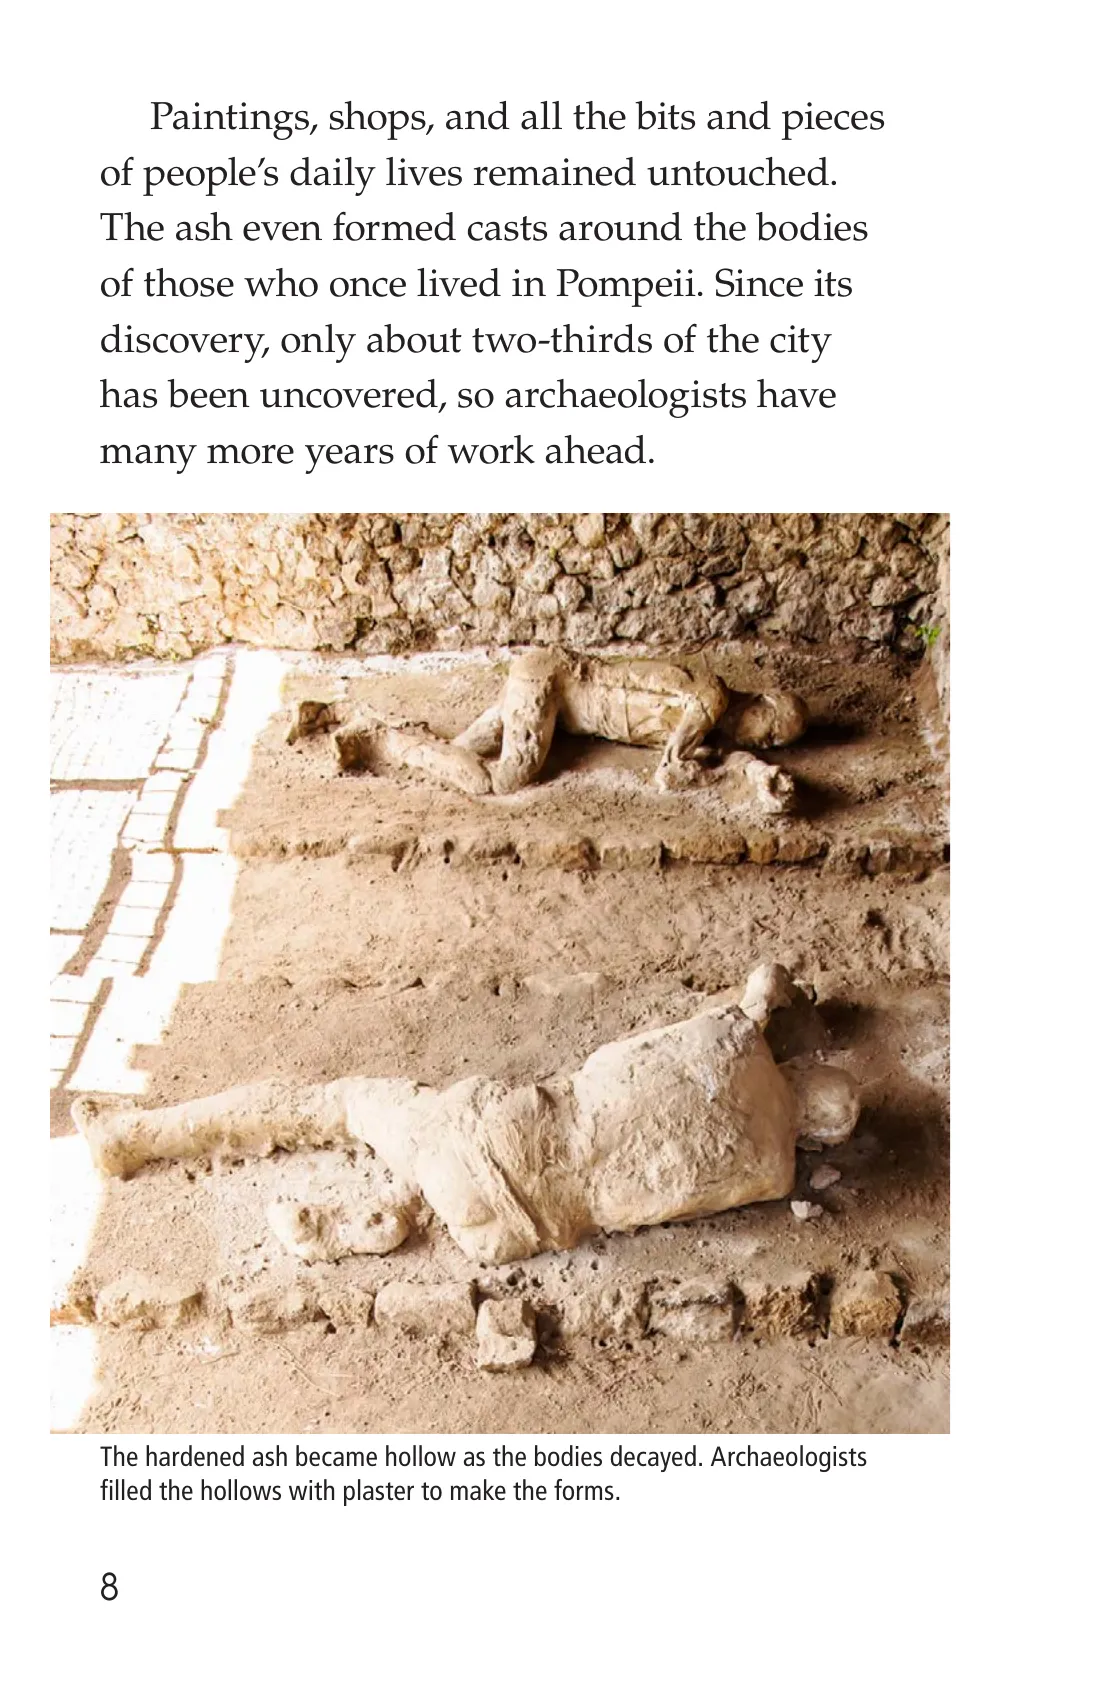 Paintings, shops, and all the bits and pieces
of people’s daily lives remained untouched.
The ash even formed casts around the bodies
of those who once lived in Pompeii. Since its
discovery, only about two-thirds of the city
has been uncovered, so archaeologists have
many more years of work ahead.
The hardened ash became hollow as the bodies decayed. Archaeologists
filled the hollows with plaster to make the forms.
8